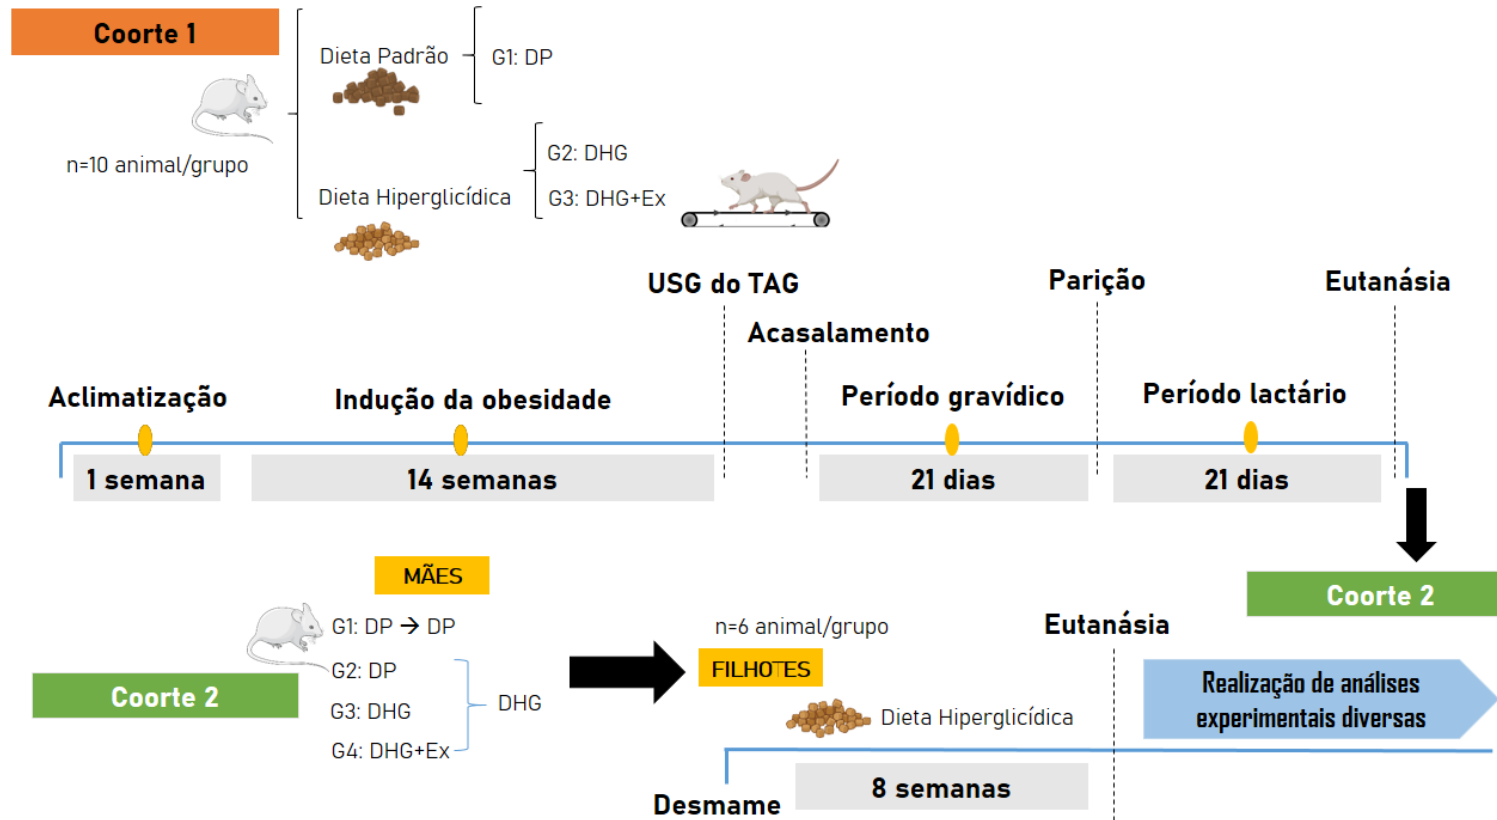 Coorte 1
Dieta Padrão
G1: DP
n=10 animal/grupo
G2: DHG
Dieta Hiperglicídica
G3: DHG+Ex
USG do TAG
Parição
Eutanásia
Acasalamento
Aclimatização
Indução da obesidade
Período gravídico
Período lactário
1 semana
14 semanas
21 dias
21 dias
MÃES
Coorte 2
G1: DP → DP
n=6 animal/grupo
Eutanásia
G2: DP
FILHOTES
Coorte 2
DHG
G3: DHG
Dieta Hiperglicídica
Realização de análises
experimentais diversas
G4: DHG+Ex
8 semanas
Desmame